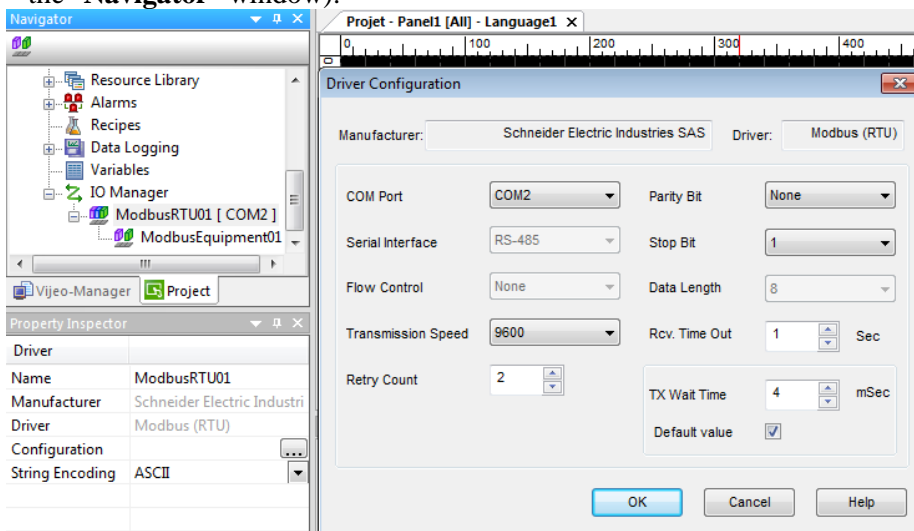 the "Navigator" window).
Navigator
Resource Library
Alarms
Recipes
Data Logging
Variables
IO Manager
ModbusRTU01 [ COM2 ]
ModbusEquipment01
Vijeo-Manager Project
Property Inspector
Driver
Name ModbusRTU01
Manufacturer Schneider Electric Industri
Driver Modbus (RTU)
Configuration ...
String Encoding ASCII
Projet - Panel1 [All] - Language1
0 100 200 300 400
Driver Configuration
Manufacturer: Schneider Electric Industries SAS Driver: Modbus (RTU)
COM Port COM2 Parity Bit None
Serial Interface RS-485 Stop Bit 1
Flow Control None Data Length 8
Transmission Speed 9600 Rcv. Time Out 1 Sec
Retry Count 2
TX Wait Time 4 mSec
Default value
OK Cancel Help